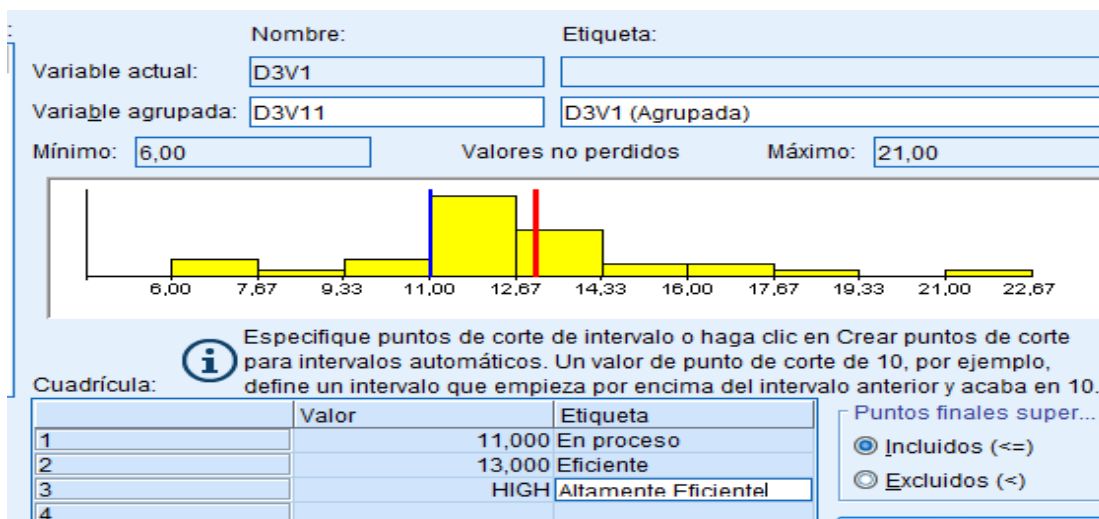 Nombre: Etiqueta:
Variable actual: D3V1
Variable agrupada: D3V11 D3V1 (Agrupada)
Mínimo: 6,00 Valores no perdidos Máximo: 21,00
6,00 7,67 9,33 11,00 12,67 14,33 16,00 17,67 19,33 21,00 22,67
Especifique puntos de corte de intervalo o haga clic en Crear puntos de corte
para intervalos automáticos. Un valor de punto de corte de 10, por ejemplo,
Cuadrícula: define un intervalo que empieza por encima del intervalo anterior y acaba en 10.
Valor Etiqueta Puntos finales super...
1 11,000 En proceso Incluidos (<=)
2 13,000 Eficiente
3 HIGH Altamente Eficiente Excluidos (<)
4